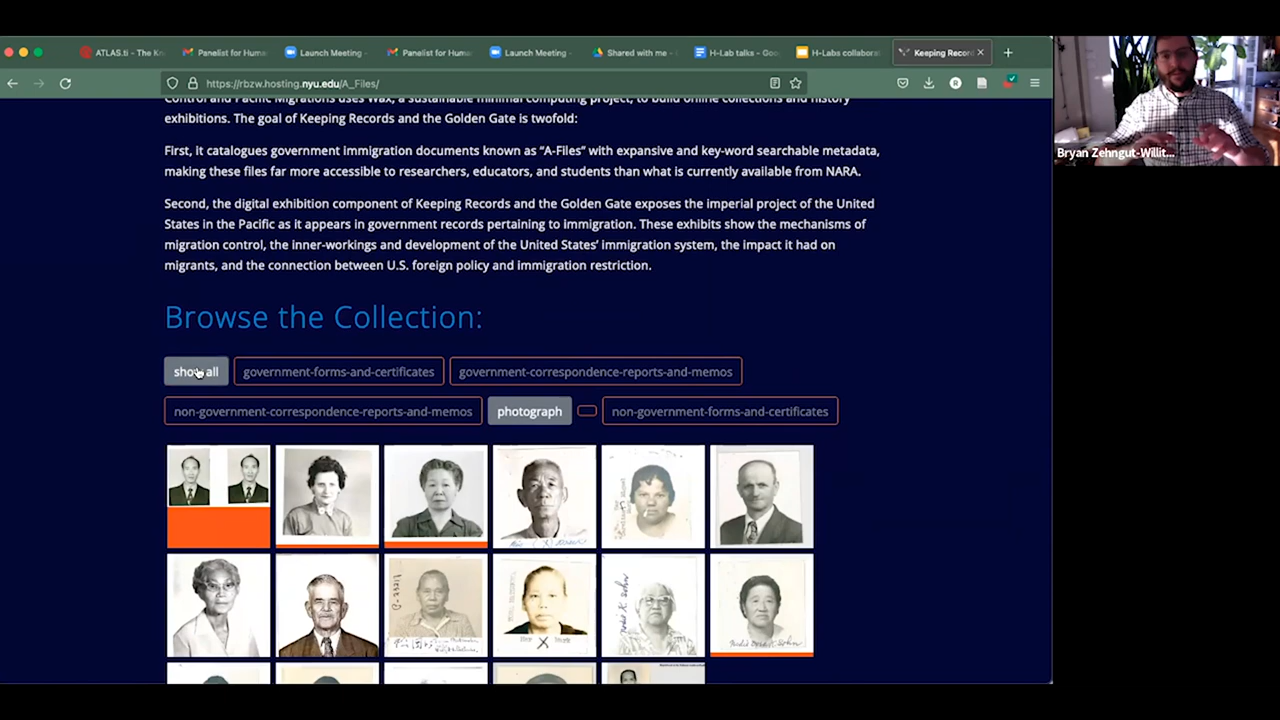 ATLAS.ti - The Kn
Panelist for Huma
Launch Meeting -
Panelist for Huma
Launch Meeting -
Shared with me -
H-Lab talks - Goo
H-Labs collabora
Keeping Recor
https://rbzw.hosting.nyu.edu/A_Files/
Control and Pacific Migrations uses Wax, a sustainable minimal computing project, to build online collections and history
exhibitions. The goal of Keeping Records and the Golden Gate is twofold:
First, it catalogues government immigration documents known as “A-Files” with expansive and key-word searchable metadata,
making these files far more accessible to researchers, educators, and students than what is currently available from NARA.
Second, the digital exhibition component of Keeping Records and the Golden Gate exposes the imperial project of the United
States in the Pacific as it appears in government records pertaining to immigration. These exhibits show the mechanisms of
migration control, the inner-workings and development of the United States’ immigration system, the impact it had on
migrants, and the connection between U.S. foreign policy and immigration restriction.
Browse the Collection:
show all
government-forms-and-certificates
government-correspondence-reports-and-memos
non-government-correspondence-reports-and-memos
photograph
non-government-forms-and-certificates
Bryan Zehngut-Willit...